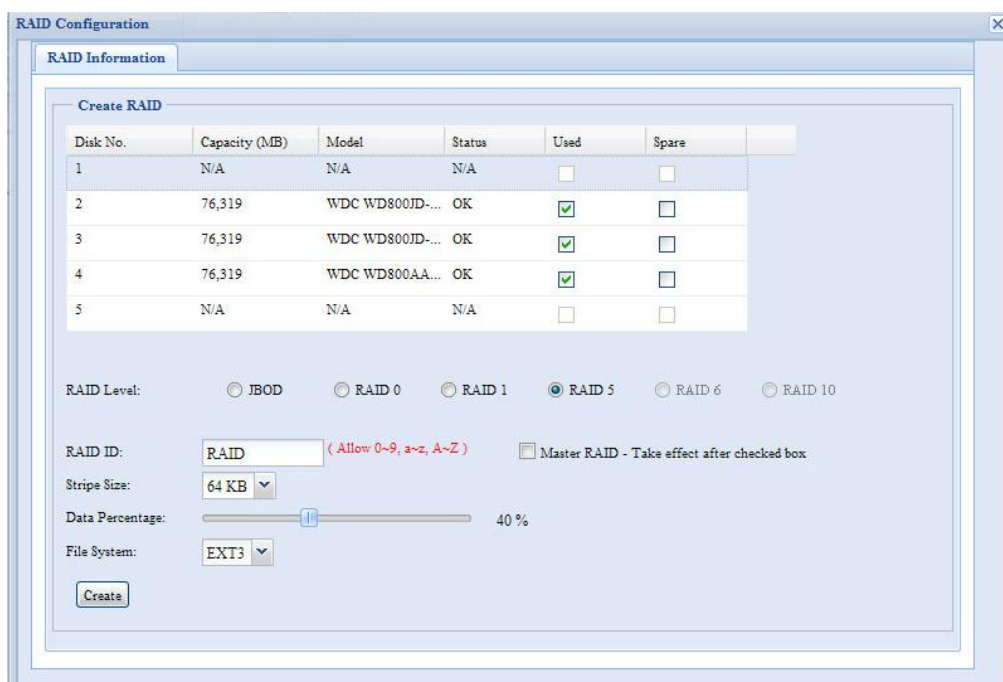 RAID Configuration
RAID Information
Create RAID
Disk No. Capacity (MB) Model Status Used Spare
1 N/A N/A N/A
2 76,319 WDC WD800JD-... OK
3 76,319 WDC WD800JD-... OK
4 76,319 WDC WD800AA... OK
5 N/A N/A N/A
RAID Level: JBOD RAID 0 RAID 1 RAID 5 RAID 6 RAID 10
RAID ID: RAID ( Allow 0~9, a~z, A~Z ) Master RAID - Take effect after checked box
Stripe Size: 64 KB
Data Percentage: 40 %
File System: EXT3
Create